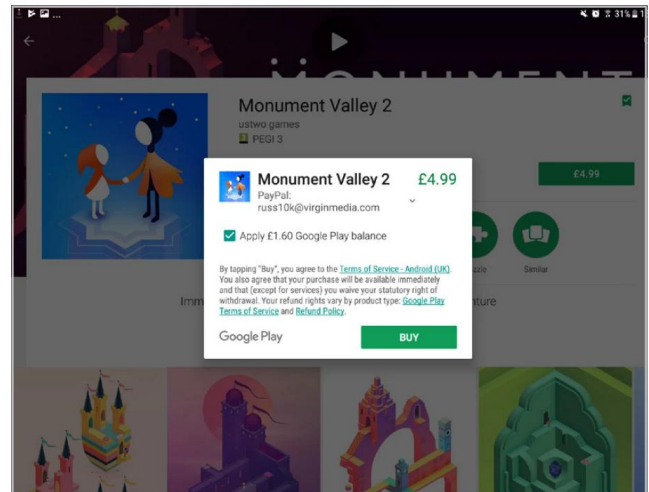 31%
MONUMENT
Monument Valley 2
ustwo games
PEGI 3
£4.99
Monument Valley 2 £4.99
PayPal:
russ10k@virginmedia.com
Apply £1.60 Google Play balance
By tapping "Buy", you agree to the Terms of Service - Android (UK).
You also agree that your purchase will be available immediately
and that (except for services) you waive your statutory right of
withdrawal. Your refund rights vary by product type: Google Play
Terms of Service and Refund Policy.
Google Play BUY
Similar